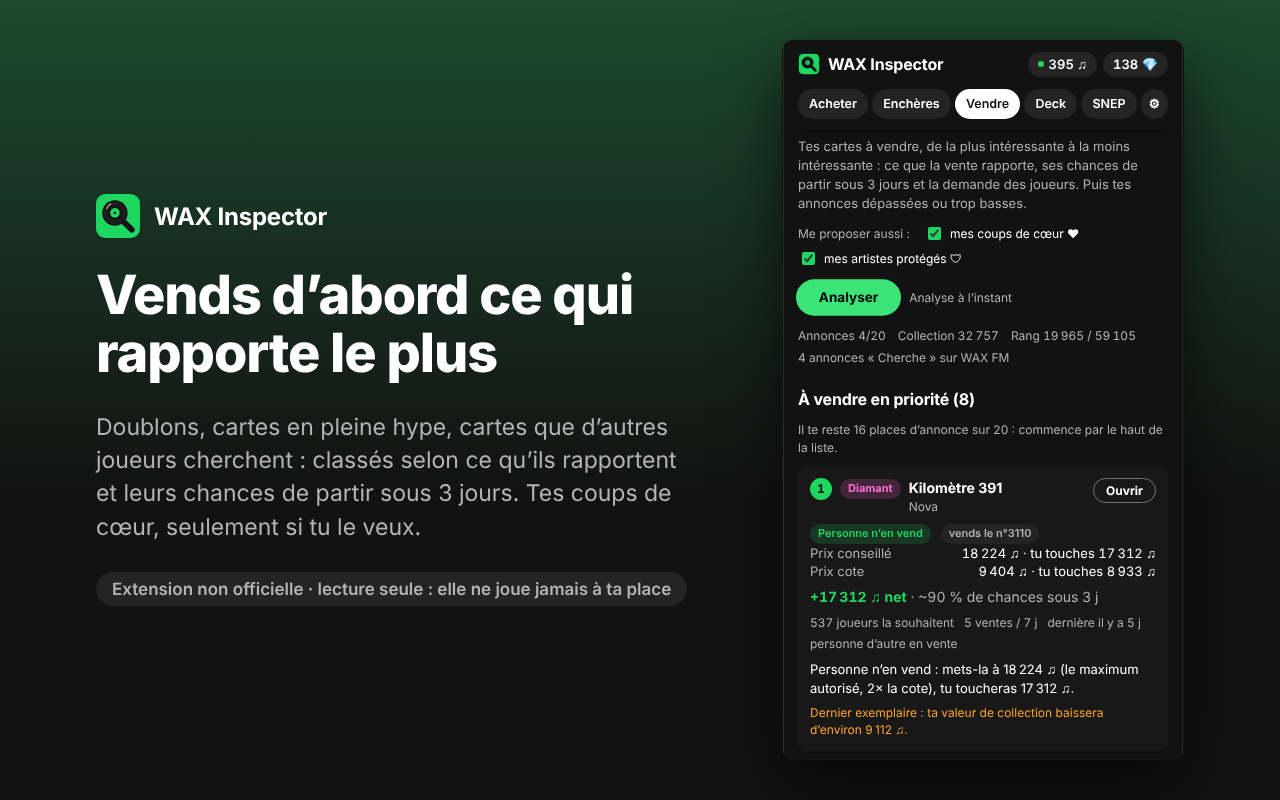 WAX Inspector
Vends d’abord ce qui
rapporte le plus
Doublons, cartes en pleine hype, cartes que d’autres
joueurs cherchent : classés selon ce qu’ils rapportent
et leurs chances de partir sous 3 jours. Tes coups de
cœur, seulement si tu le veux.
Extension non officielle · lecture seule : elle ne joue jamais à ta place
WAX Inspector
395 ♫
138 💎
Acheter Enchères Vendre Deck SNEP ⚙
Tes cartes à vendre, de la plus intéressante à la moins
intéressante : ce que la vente rapporte, ses chances de
partir sous 3 jours et la demande des joueurs. Puis tes
annonces dépassées ou trop basses.
Me proposer aussi : mes coups de cœur ♥
mes artistes protégés 🛡
Analyser Analyse à l’instant
Annonces 4/20 Collection 32 757 Rang 19 965 / 59 105
4 annonces « Cherche » sur WAX FM
À vendre en priorité (8)
Il te reste 16 places d’annonce sur 20 : commence par le haut de
la liste.
1 Diamant Kilomètre 391 Ouvrir
Nova
Personne n’en vend vends le n°3110
Prix conseillé 18 224 ♫ · tu touches 17 312 ♫
Prix cote 9 404 ♫ · tu touches 8 933 ♫
+17 312 ♫ net · ~90 % de chances sous 3 j
537 joueurs la souhaitent 5 ventes / 7 j dernière il y a 5 j
personne d’autre en vente
Personne n’en vend : mets-la à 18 224 ♫ (le maximum
autorisé, 2× la cote), tu toucheras 17 312 ♫.
Dernier exemplaire : ta valeur de collection baissera
d’environ 9 112 ♫.